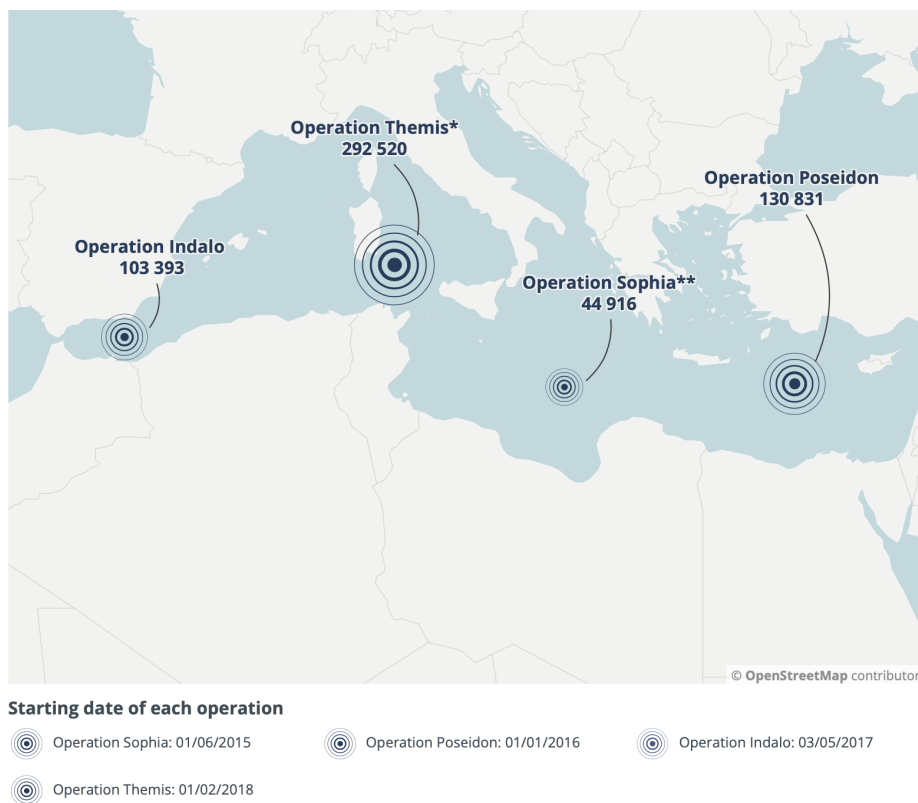 Operation Themis*
292 520
Operation Poseidon
130 831
Operation Indalo
103 393
Operation Sophia**
44 916
© OpenStreetMap contributor
Starting date of each operation
Operation Sophia: 01/06/2015
Operation Poseidon: 01/01/2016
Operation Indalo: 03/05/2017
Operation Themis: 01/02/2018